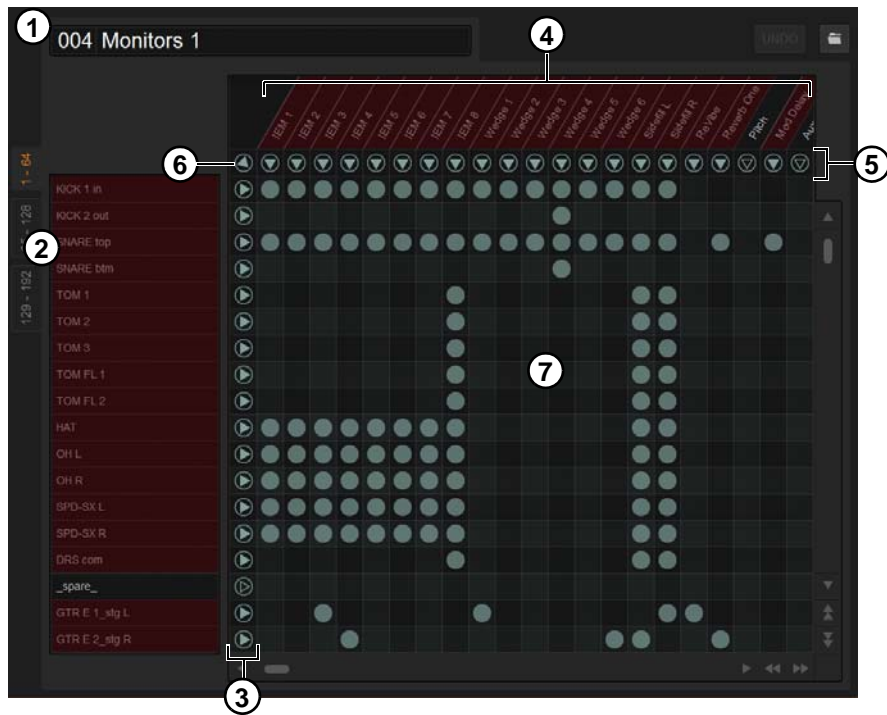 1
004 Monitors 1
4
UNDO
IEM 1
IEM 2
IEM 3
IEM 4
IEM 5
IEM 6
IEM 7
IEM 8
Wedge 1
Wedge 2
Wedge 3
Wedge 4
Wedge 5
Wedge 6
SideM L
SideM R
ReVibe
Reverb One
Pitch
Mod Delay
6
5
1 - 64
128
129 - 192
2
KICK 1 in
KICK 2 out
SNARE top
SNARE btm
TOM 1
TOM 2
TOM 3
TOM FL 1
TOM FL 2
HAT
OH L
OH R
SPD-SX L
SPD-SX R
DRS com
_spare_
GTR E 1_stg L
GTR E 2_stg R
7
3